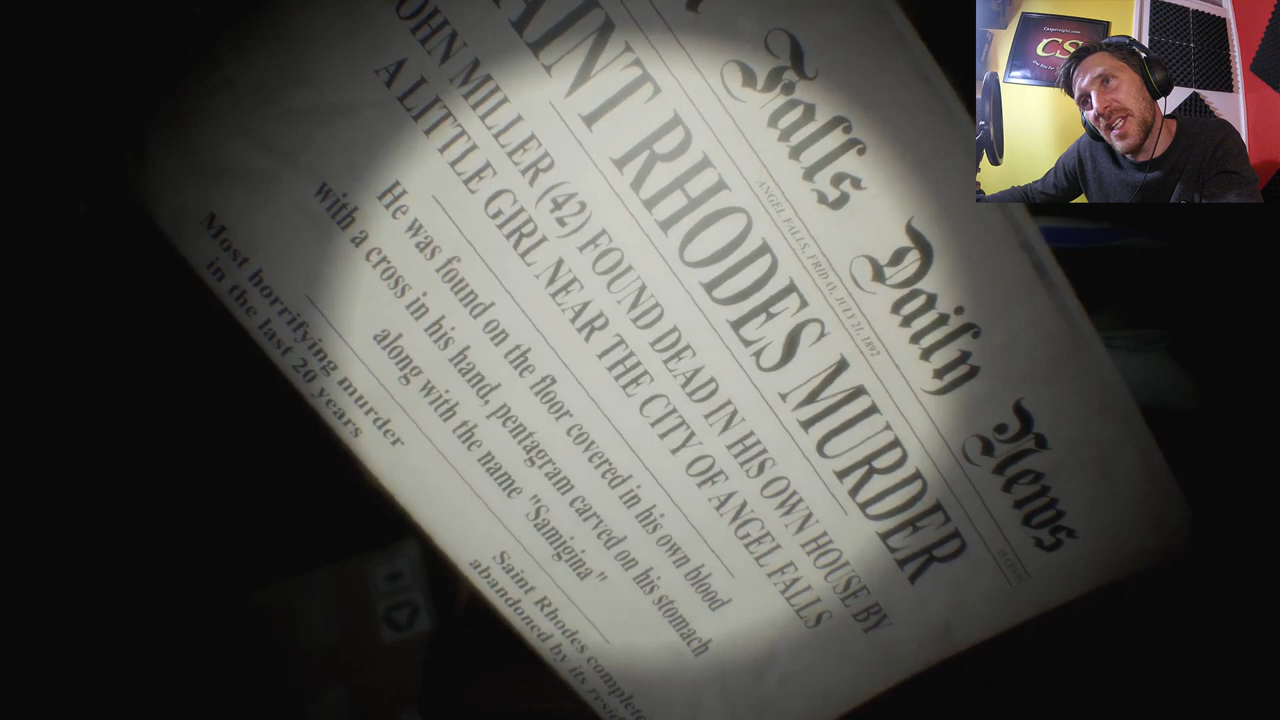 Falls Daily News
ANGEL FALLS, FRIDAY, JULY 21, 1892
AINT RHODES MURDER
OHN MILLER (42) FOUND DEAD IN HIS OWN HOUSE BY
A LITTLE GIRL NEAR THE CITY OF ANGEL FALLS
He was found on the floor covered in his own blood
with a cross in his hand, pentagram carved on his stomach
along with the name "Samigina"
Most horrifying murder
in the last 20 years
Saint Rhodes complete
abandoned by its resid
CS